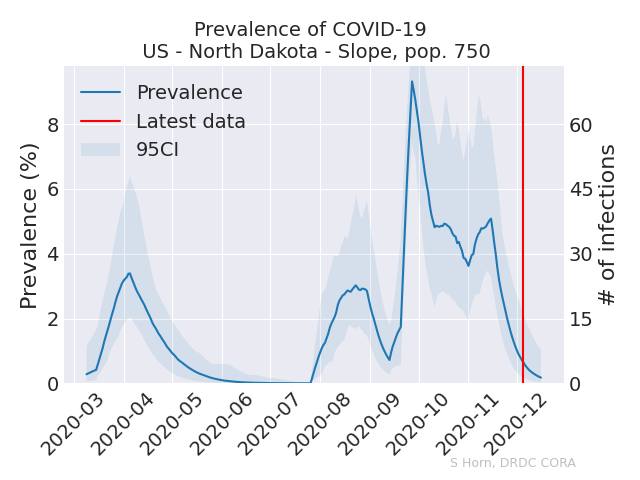 Prevalence of COVID-19
US - North Dakota - Slope, pop. 750
Prevalence
Latest data
95CI
Prevalence (%)
8
6
4
2
0
# of infections
60
45
30
15
0
2020-03
2020-04
2020-05
2020-06
2020-07
2020-08
2020-09
2020-10
2020-11
2020-12
S Horn, DRDC CORA